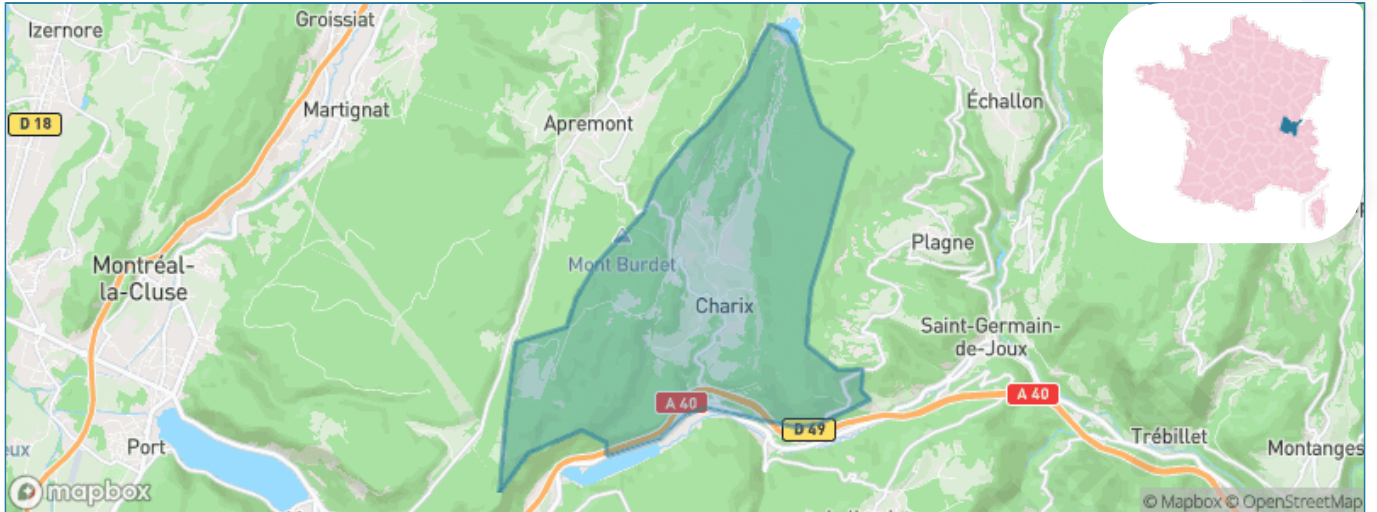 Izernore
Groissiat
D 18
Martignat
Apremont
Échallon
Montréal-
la-Cluse
Mont Burdet
Plagne
Charix
Saint-Germain-
de-Joux
A 40
A 40
D 49
Port
Trébillet
Montanges
mapbox
© Mapbox © OpenStreetMap